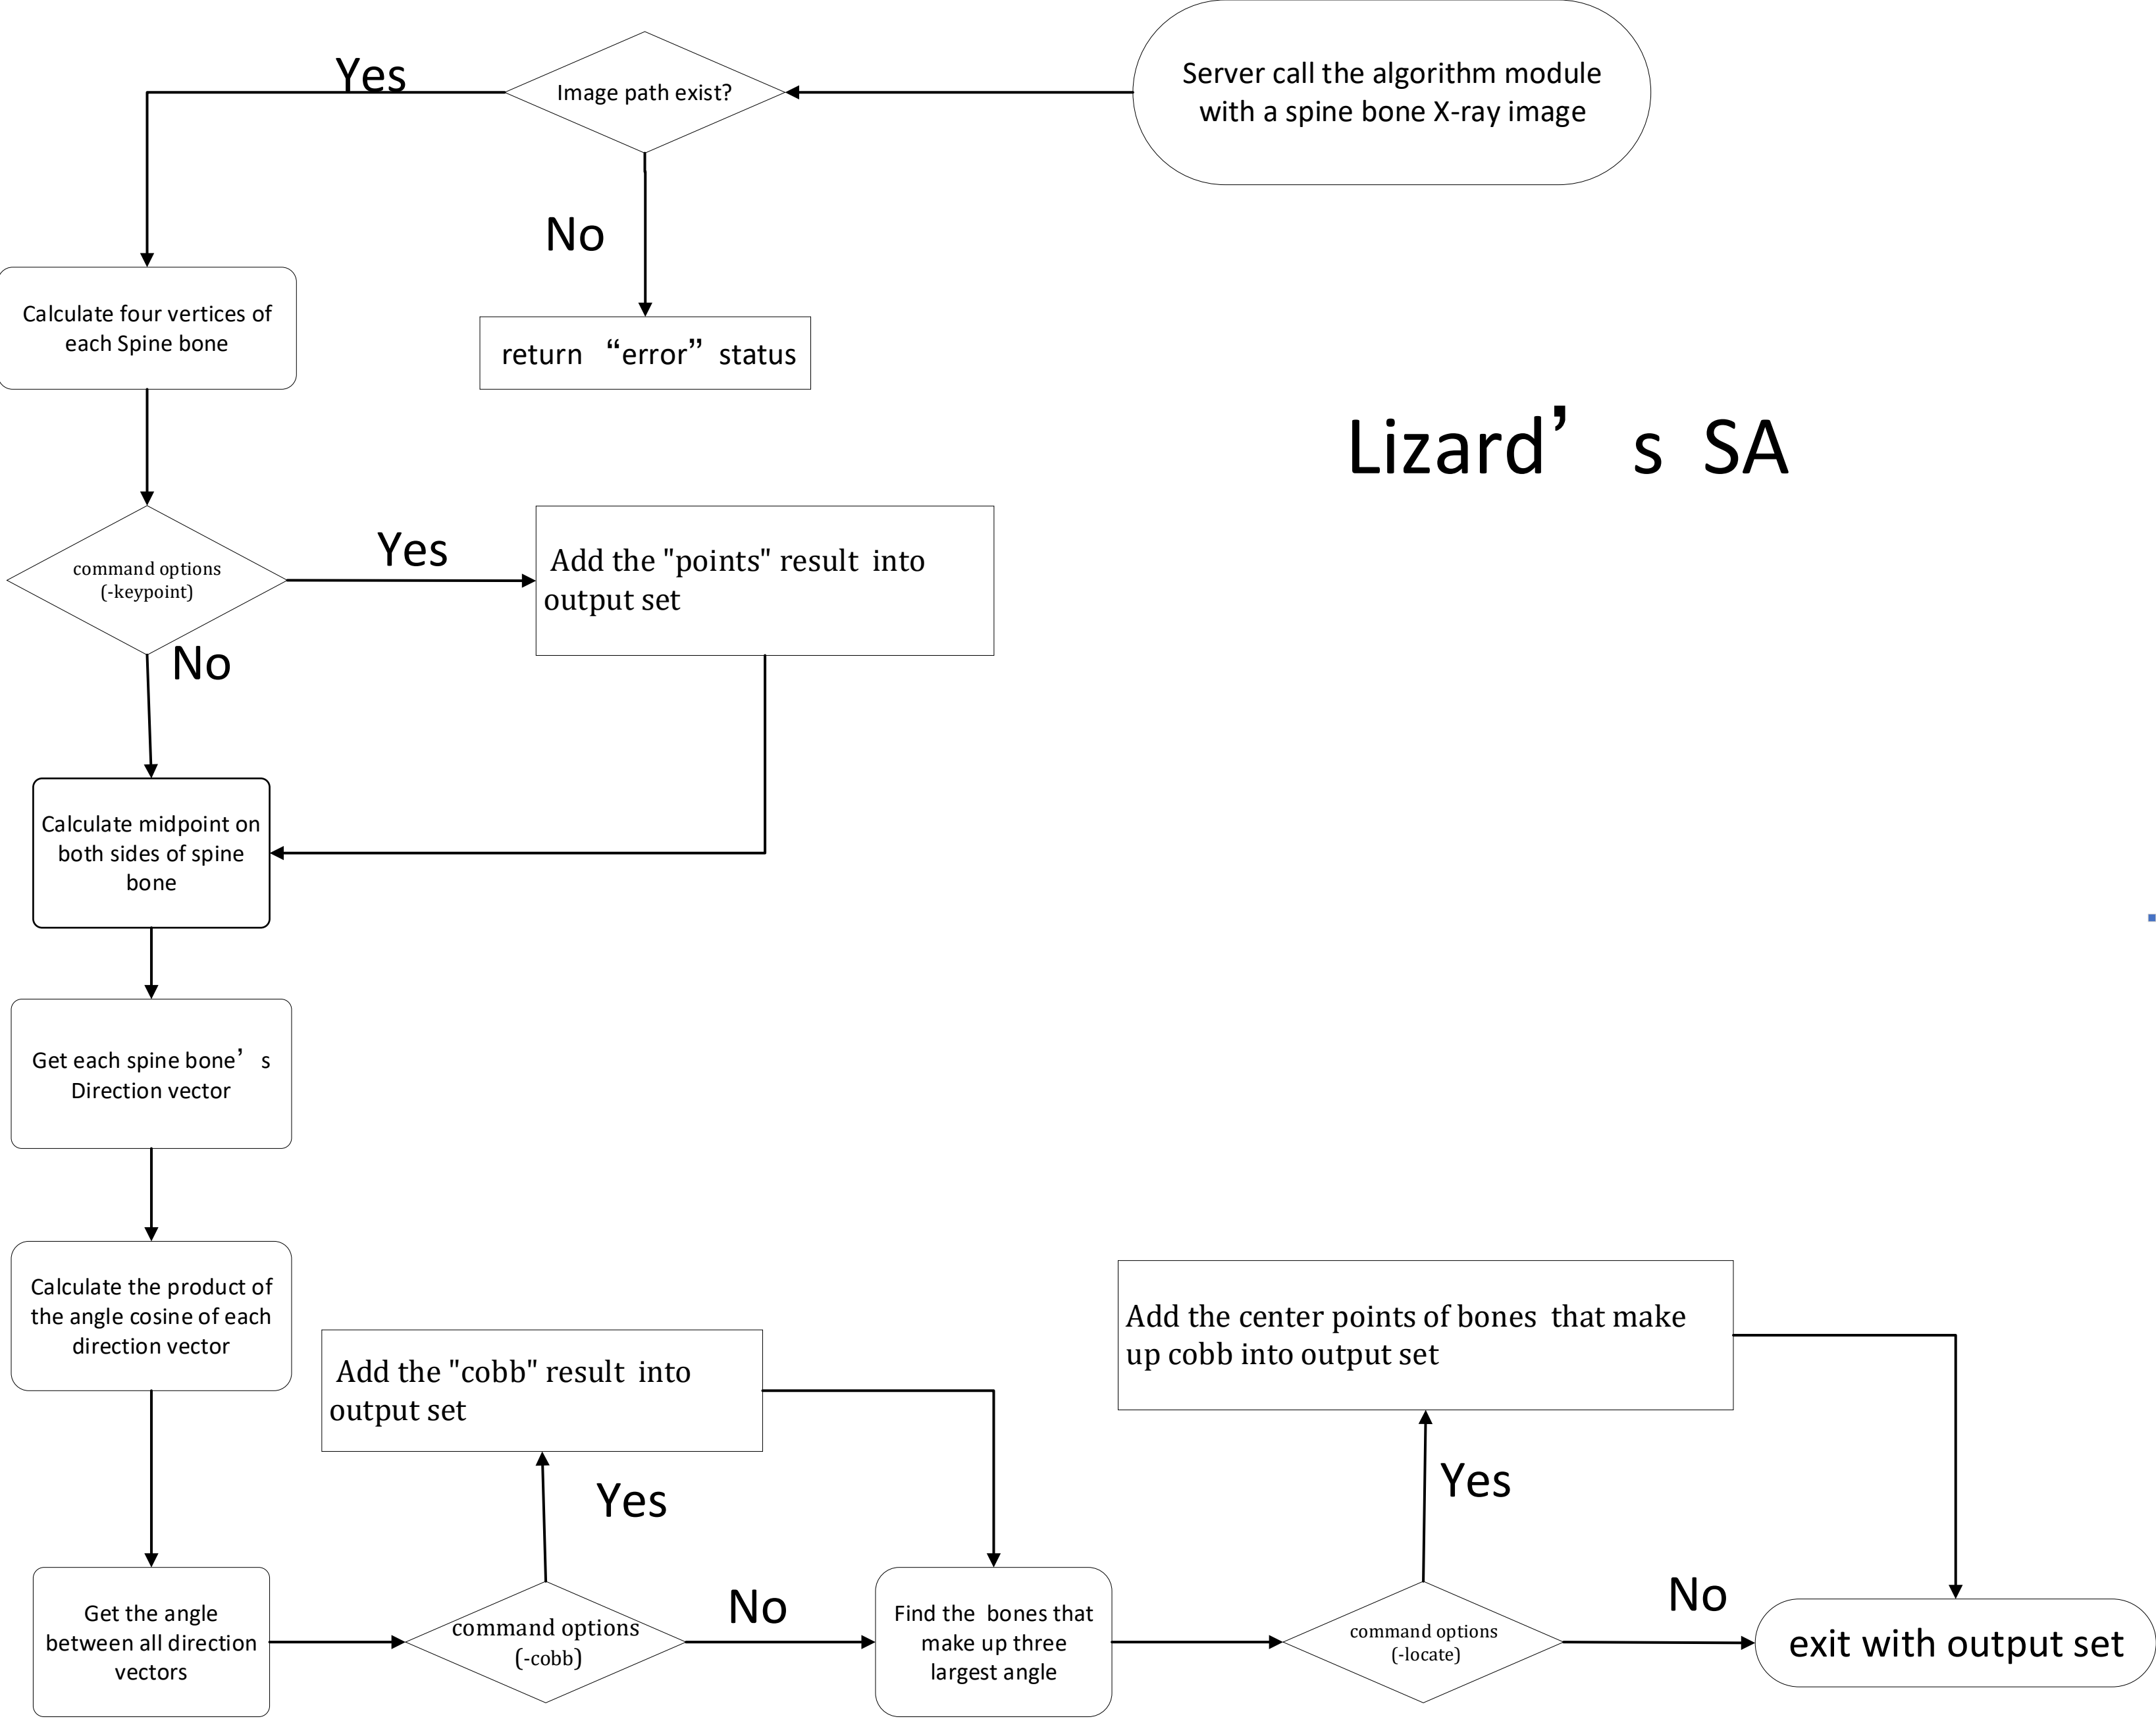 Server call the algorithm module
with a spine bone X-ray image
Image path exist?
Yes
No
return “error” status
Calculate four vertices of
each Spine bone
Lizard’s SA
command options
(-keypoint)
Yes
Add the "points" result into
output set
No
Calculate midpoint on
both sides of spine
bone
Get each spine bone’s
Direction vector
Calculate the product of
the angle cosine of each
direction vector
Get the angle
between all direction
vectors
command options
(-cobb)
Yes
Add the "cobb" result into
output set
No
Find the bones that
make up three
largest angle
command options
(-locate)
Yes
Add the center points of bones that make
up cobb into output set
No
exit with output set